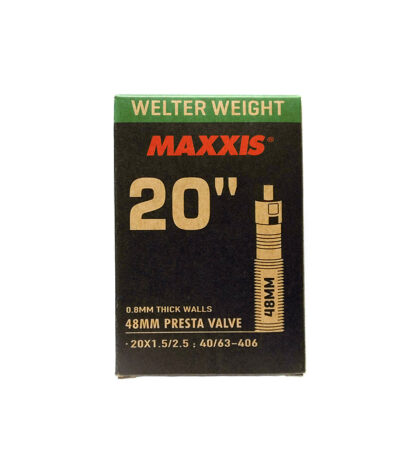 WELTER WEIGHT
MAXXIS®
20"
48MM
0.8MM THICK WALLS
48MM PRESTA VALVE
· 20X1.5/2.5 ; 40/63-406